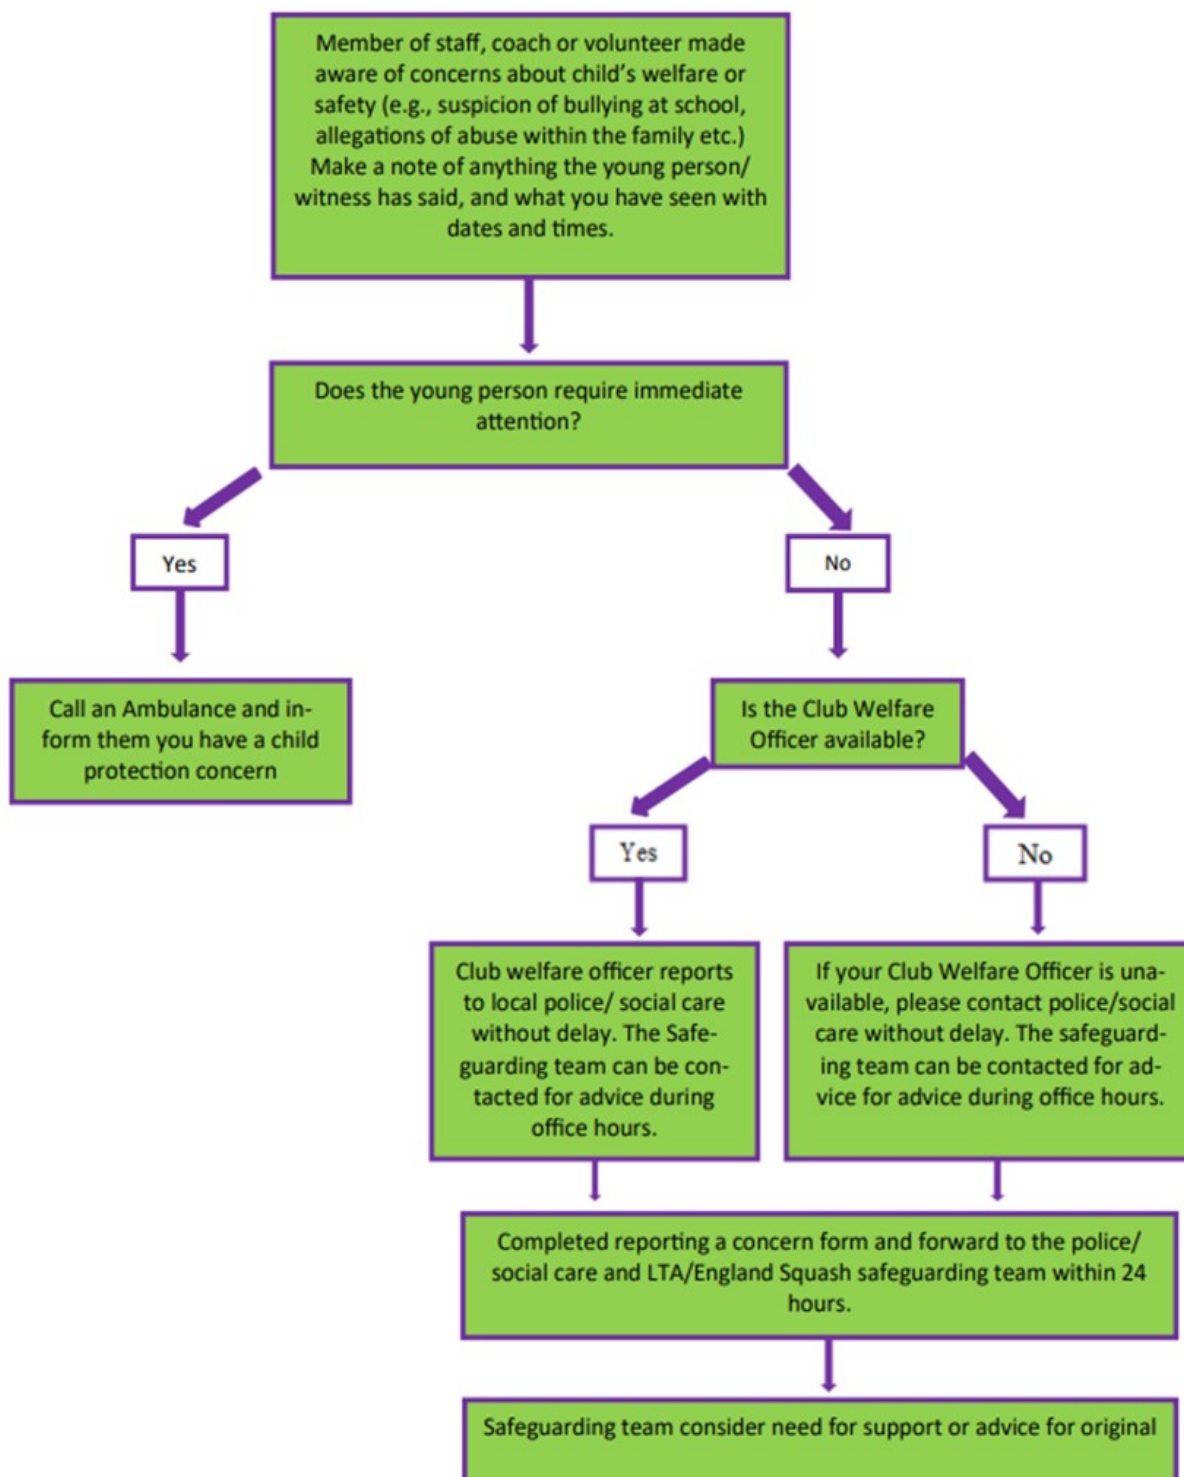 Member of staff, coach or volunteer made
aware of concerns about child's welfare or
safety (e.g., suspicion of bullying at school,
allegations of abuse within the family etc.)
Make a note of anything the young person/
witness has said, and what you have seen with
dates and times.
Does the young person require immediate
attention?
Yes
No
Call an Ambulance and in-
form them you have a child
protection concern
Is the Club Welfare
Officer available?
Yes
No
Club welfare officer reports
to local police/ social care
without delay. The Safe-
guarding team can be con-
tacted for advice during
office hours.
If your Club Welfare Officer is una-
vailable, please contact police/social
care without delay. The safeguard-
ing team can be contacted for ad-
vice for advice during office hours.
Completed reporting a concern form and forward to the police/
social care and LTA/England Squash safeguarding team within 24
hours.
Safeguarding team consider need for support or advice for original